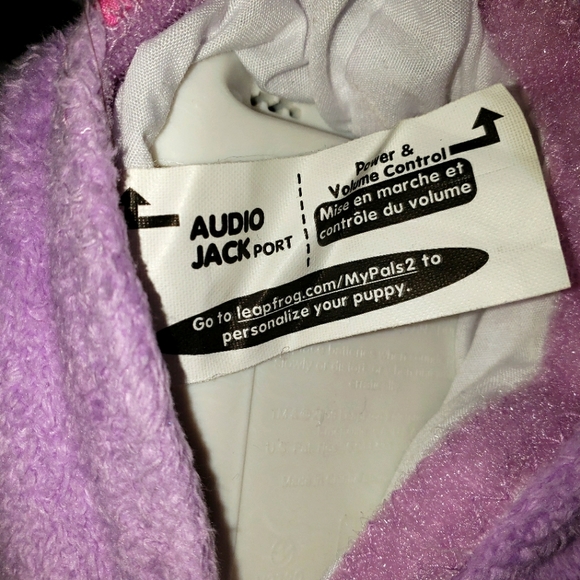 AUDIO
JACK PORT
Power &
Volume Control
Mise en marche et
contrôle du volume
Go to leapfrog.com/MyPals2 to
personalize your puppy.